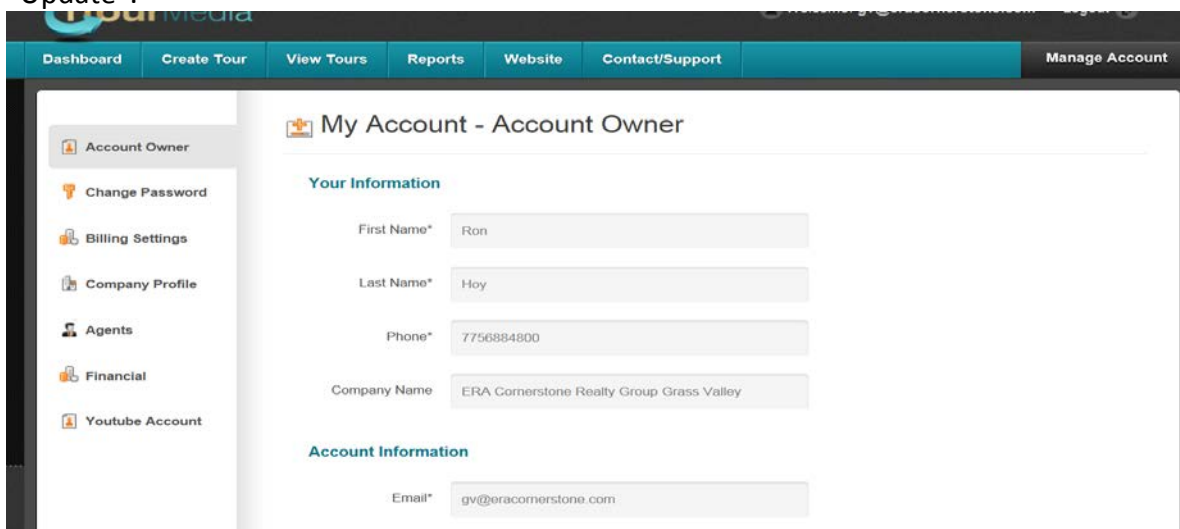 "Update".
Media
Dashboard Create Tour View Tours Reports Website Contact/Support Manage Account
My Account - Account Owner
Account Owner
Change Password
Billing Settings
Company Profile
Agents
Financial
Youtube Account
Your Information
First Name* Ron
Last Name* Hoy
Phone* 7756884800
Company Name ERA Cornerstone Realty Group Grass Valley
Account Information
Email* gv@eracornerstone.com